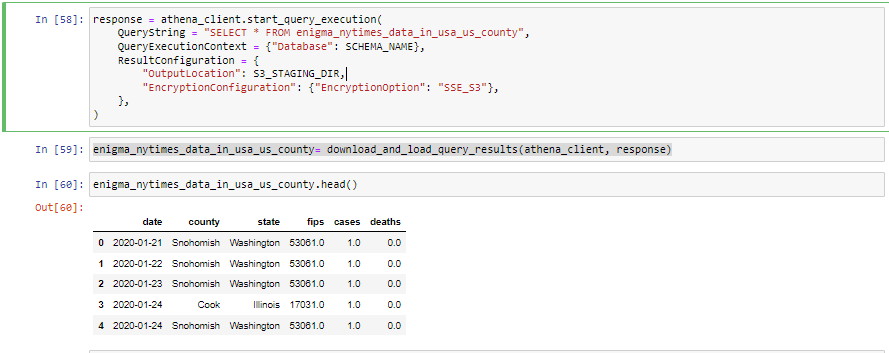 In [58]: response = athena_client.start_query_execution(
QueryString = "SELECT * FROM enigma_nytimes_data_in_usa_us_county",
QueryExecutionContext = {"Database": SCHEMA_NAME},
ResultConfiguration = {
"OutputLocation": S3_STAGING_DIR,
"EncryptionConfiguration": {"EncryptionOption": "SSE_S3"},
},
)
In [59]: enigma_nytimes_data_in_usa_us_county= download_and_load_query_results(athena_client, response)
In [60]: enigma_nytimes_data_in_usa_us_county.head()
Out[60]:
date county state fips cases deaths
0 2020-01-21 Snohomish Washington 53061.0 1.0 0.0
1 2020-01-22 Snohomish Washington 53061.0 1.0 0.0
2 2020-01-23 Snohomish Washington 53061.0 1.0 0.0
3 2020-01-24 Cook Illinois 17031.0 1.0 0.0
4 2020-01-24 Snohomish Washington 53061.0 1.0 0.0